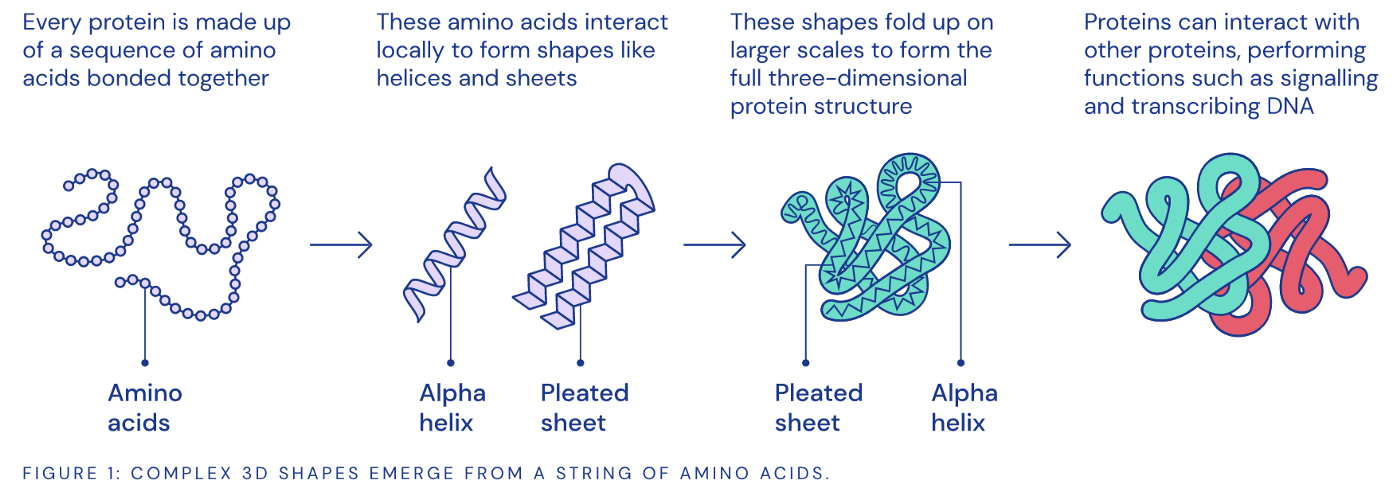 Every protein is made up
of a sequence of amino
acids bonded together
These amino acids interact
locally to form shapes like
helices and sheets
These shapes fold up on
larger scales to form the
full three-dimensional
protein structure
Proteins can interact with
other proteins, performing
functions such as signalling
and transcribing DNA
Amino
acids
Alpha
helix
Pleated
sheet
Pleated
sheet
Alpha
helix
FIGURE 1: COMPLEX 3D SHAPES EMERGE FROM A STRING OF AMINO ACIDS.